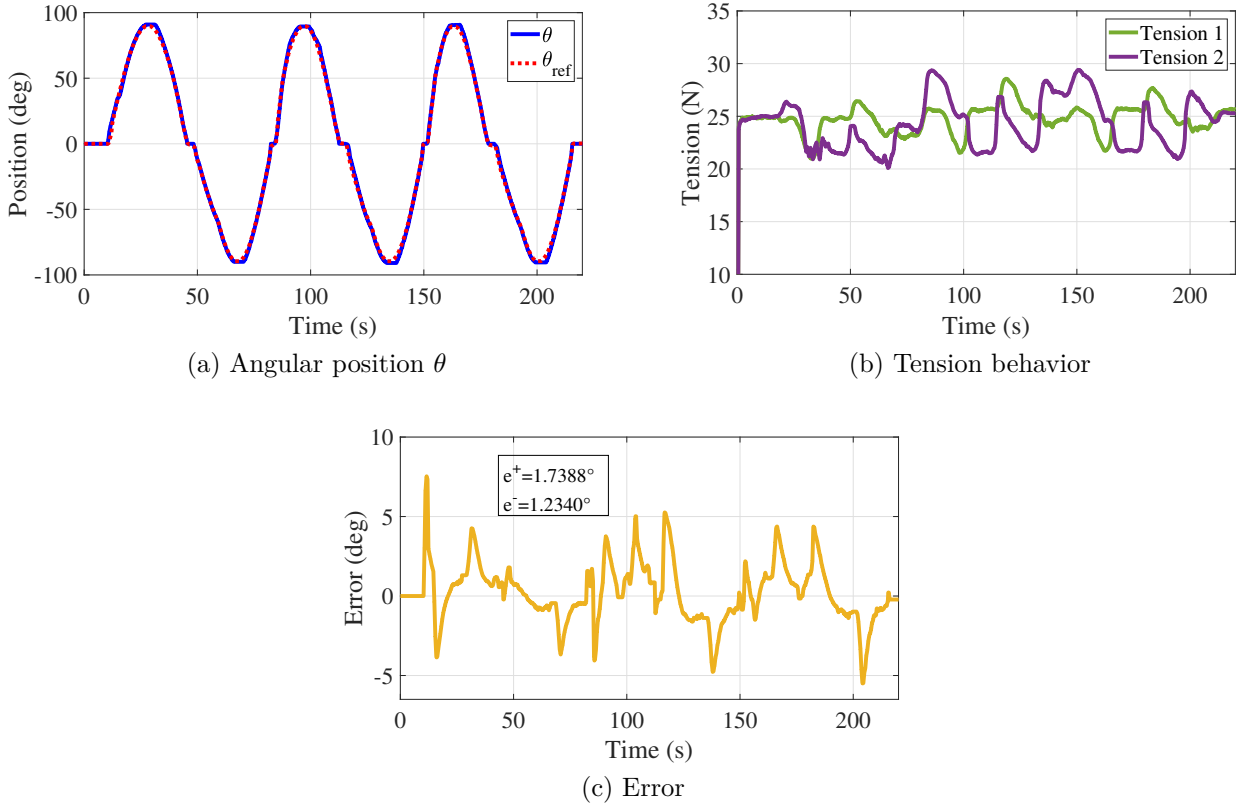 100
50
0
-50
-100
Position (deg)
θ
θref
0 50 100 150 200
Time (s)
(a) Angular position θ
35
30
25
20
15
10
Tension (N)
Tension 1
Tension 2
0 50 100 150 200
Time (s)
(b) Tension behavior
10
5
0
-5
Error (deg)
e⁺=1.7388°
e⁻=1.2340°
0 50 100 150 200
Time (s)
(c) Error